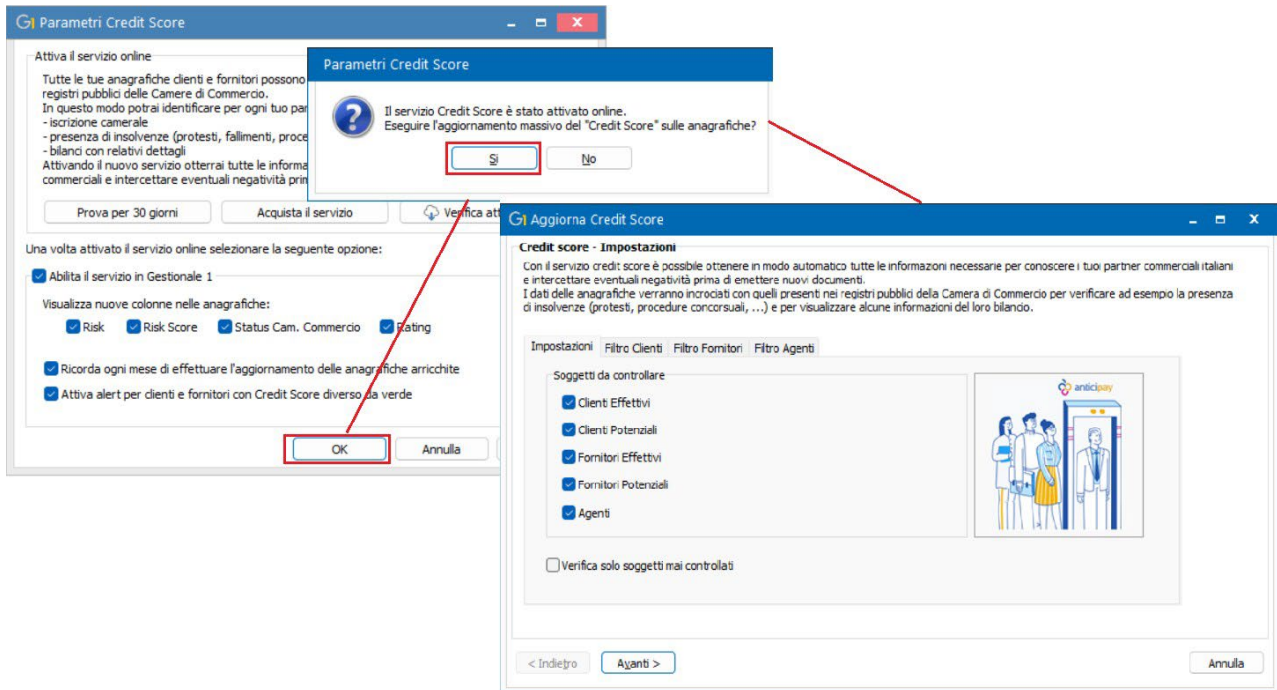 G1 Parametri Credit Score
Attiva il servizio online
Tutte le tue anagrafiche clienti e fornitori possono
registri pubblici delle Camere di Commercio.
In questo modo potrai identificare per ogni tuo par
- iscrizione camerale
- presenza di insolvenze (protesti, fallimenti, proce
- bilanci con relativi dettagli
Attivando il nuovo servizio otterrai tutte le informa
commerciali e intercettare eventuali negatività prim
Prova per 30 giorni
Acquista il servizio
Verifica att
Una volta attivato il servizio online selezionare la seguente opzione:
Abilita il servizio in Gestionale 1
Visualizza nuove colonne nelle anagrafiche:
Risk
Risk Score
Status Cam. Commercio
Rating
Ricorda ogni mese di effettuare l'aggiornamento delle anagrafiche arricchite
Attiva alert per clienti e fornitori con Credit Score diverso da verde
OK
Annulla
Parametri Credit Score
Il servizio Credit Score è stato attivato online.
Eseguire l'aggiornamento massivo del "Credit Score" sulle anagrafiche?
Si
No
G1 Aggiorna Credit Score
Credit score - Impostazioni
Con il servizio credit score è possibile ottenere in modo automatico tutte le informazioni necessarie per conoscere i tuoi partner commerciali italiani
e intercettare eventuali negatività prima di emettere nuovi documenti.
I dati delle anagrafiche verranno incrociati con quelli presenti nei registri pubblici dela Camera di Commercio per verificare ad esempio la presenza
di insolvenze (protesti, procedure concorsuali, ...) e per visualizzare alcune informazioni del loro bilancio.
Impostazioni
Filtro Clienti
Filtro Fornitori
Filtro Agenti
Soggetti da controllare
Clienti Effettivi
Clienti Potenziali
Fornitori Effettivi
Fornitori Potenziali
Agenti
anticipay
Verifica solo soggetti mai controllati
< Indietro
Avanti >
Annulla